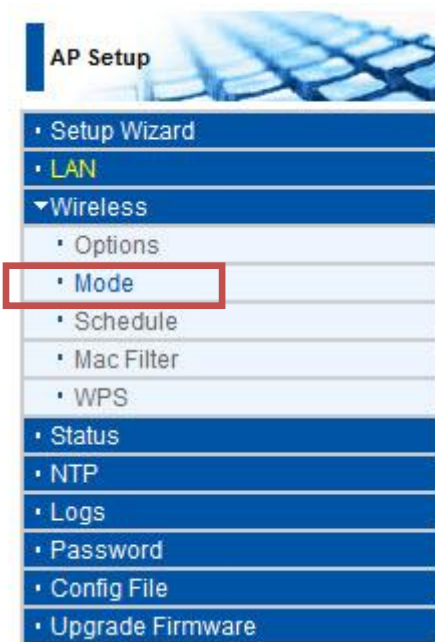 AP Setup
Setup Wizard
LAN
Wireless
Options
Mode
Schedule
Mac Filter
WPS
Status
NTP
Logs
Password
Config File
Upgrade Firmware